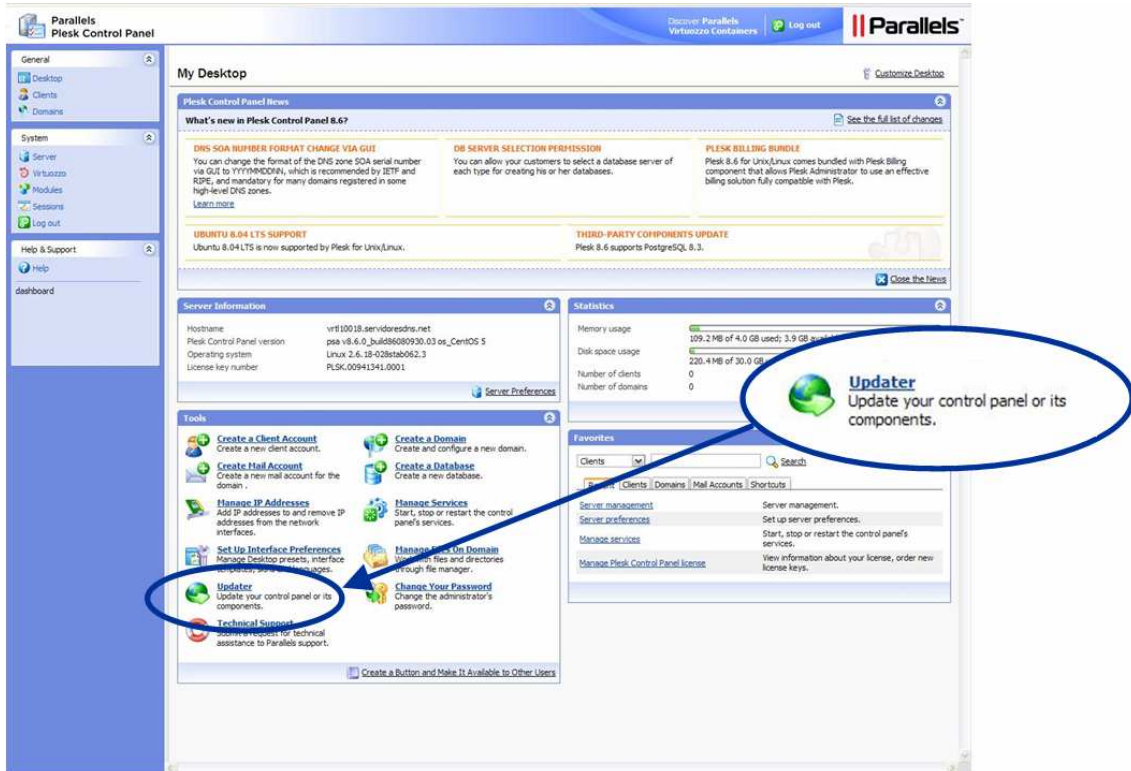 Parallels
Plesk Control Panel
Discover Parallels
Virtuozzo Containers
Log out
Parallels™
General
Desktop
Clients
Domains
System
Server
Virtuozzo
Modules
Sessions
Log out
Help & Support
Help
dashboard
My Desktop
Customize Desktop
Plesk Control Panel News
What's new in Plesk Control Panel 8.6?
See the full list of changes
DNS SOA NUMBER FORMAT CHANGE VIA GUI
You can change the format of the DNS zone SOA serial number
via GUI to YYYYMMDDNN, which is recommended by IETF and
RIPE, and mandatory for many domains registered in some
high-level DNS zones.
Learn more
DB SERVER SELECTION PERMISSION
You can allow your customers to select a database server of
each type for creating his or her databases.
PLESK BILLING BUNDLE
Plesk 8.6 for Unix/Linux comes bundled with Plesk Billing
component that allows Plesk Administrator to use an effective
billing solution fully compatible with Plesk.
UBUNTU 8.04 LTS SUPPORT
Ubuntu 8.04 LTS is now supported by Plesk for Unix/Linux.
THIRD-PARTY COMPONENTS UPDATE
Plesk 8.6 supports PostgreSQL 8.3.
Close the News
Server Information
Hostname vrtl10018.servidoresdns.net
Plesk Control Panel version psa v8.6.0_build86080930.03 os_CentOS 5
Operating system Linux 2.6.18-028stab062.3
License key number PLSK.00941341.0001
Server Preferences
Statistics
Memory usage
109.2 MB of 4.0 GB used; 3.9 GB
Disk space usage
220.4 MB of 30.0 GB
Number of clients 0
Number of domains 0
Updater
Update your control panel or its
components.
Tools
Create a Client Account
Create a new client account.
Create a Domain
Create and configure a new domain.
Create Mail Account
Create a new mail account for the
domain .
Create a Database
Create a new database.
Manage IP Addresses
Add IP addresses to and remove IP
addresses from the network
interfaces.
Manage Services
Start, stop or restart the control
panel's services.
Set Up Interface Preferences
Manage Desktop presets, interface
languages.
Manage On Domain
files and directories
through file manager.
Updater
Update your control panel or its
components.
Change Your Password
Change the administrator's
password.
Technical Support
Submit a request for technical
assistance to Parallels support.
Create a Button and Make It Available to Other Users
Favorites
Clients
Search
Clients Domains Mail Accounts Shortcuts
Server management Server management.
Server preferences Set up server preferences.
Manage services Start, stop or restart the control panel's
services.
Manage Plesk Control Panel license View information about your license, order new
license keys.